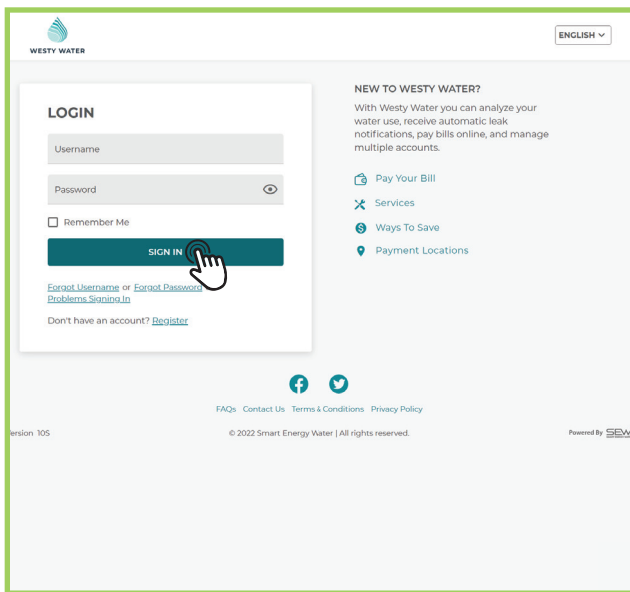 WESTY WATER
ENGLISH
LOGIN
Username
Password
Remember Me
SIGN IN
Forgot Username or Forgot Password
Problems Signing In
Don't have an account? Register
NEW TO WESTY WATER?
With Westy Water you can analyze your
water use, receive automatic leak
notifications, pay bills online, and manage
multiple accounts.
Pay Your Bill
Services
Ways To Save
Payment Locations
FAQs Contact Us Terms & Conditions Privacy Policy
ersion 10S
© 2022 Smart Energy Water | All rights reserved.
Powered By SEW